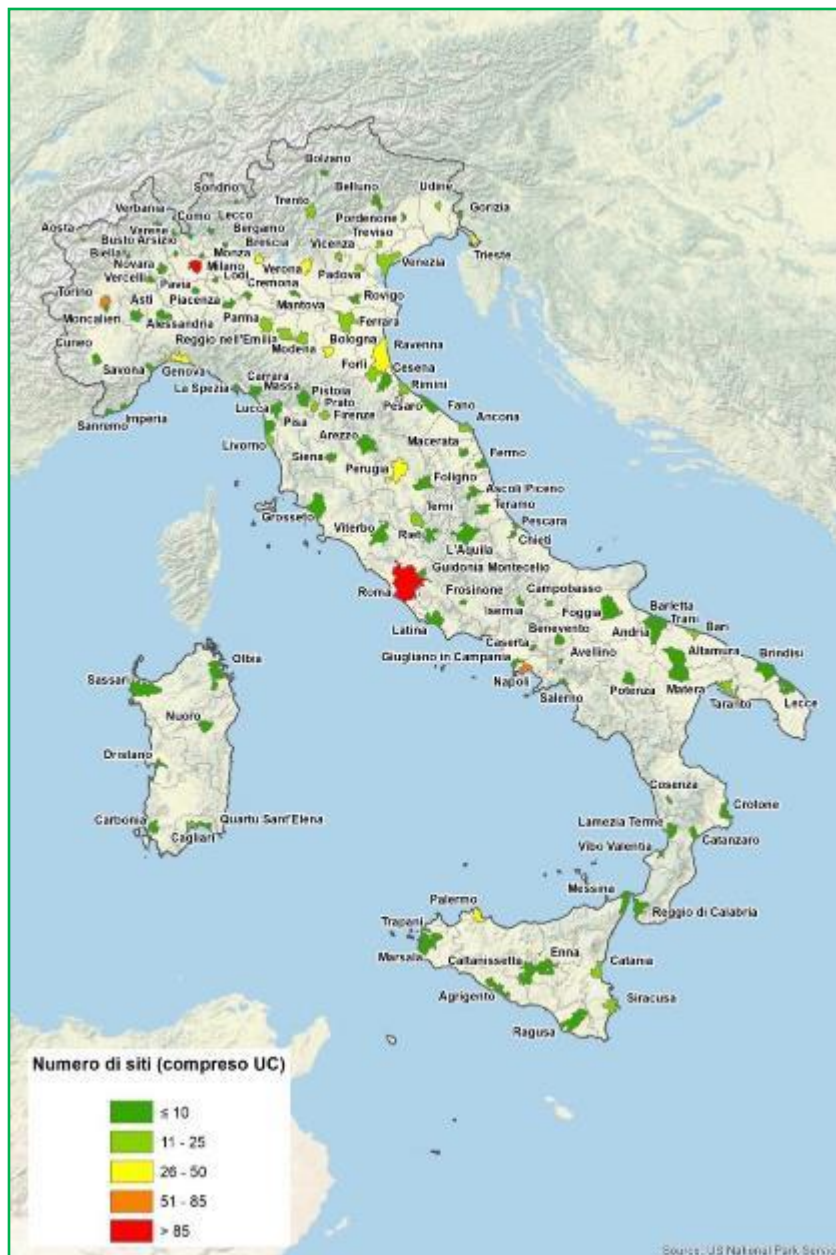 Bolzano
Sondrio
Belluno
Udine
Verbania
Como
Lecco
Trento
Pordenone
Gorizia
Aosta
Varese
Bergamo
Treviso
Busto Arsizio
Brescia
Vicenza
Trieste
Biella
Monza
Novara
Milano
Verona
Padova
Venezia
Vercelli
Lodi
Torino
Pavia
Cremona
Rovigo
Asti
Piacenza
Mantova
Moncalieri
Alessandria
Parma
Ferrara
Cuneo
Reggio nell'Emilia
Bologna
Ravenna
Modena
Savona
Genova
Forlì
Cesena
Carrara
La Spezia
Massa
Pistoia
Rimini
Imperia
Lucca
Prato
Pesaro
Fano
Sanremo
Pisa
Firenze
Ancona
Livorno
Arezzo
Macerata
Siena
Fermo
Perugia
Foligno
Ascoli Piceno
Grosseto
Terni
Teramo
Viterbo
Rieti
Pescara
L'Aquila
Chieti
Guidonia Montecelio
Roma
Frosinone
Campobasso
Isernia
Foggia
Barletta
Latina
Benevento
Trani
Caserta
Andria
Bari
Giugliano in Campania
Avellino
Altamura
Brindisi
Olbia
Sassari
Napoli
Potenza
Matera
Salerno
Taranto
Lecce
Nuoro
Oristano
Cosenza
Crotone
Carbonia
Quartu Sant'Elena
Lamezia Terme
Cagliari
Catanzaro
Vibo Valentia
Messina
Palermo
Trapani
Reggio di Calabria
Marsala
Caltanissetta
Enna
Catania
Agrigento
Siracusa
Ragusa
Numero di siti (compreso UC)
≤ 10
11 - 25
26 - 50
51 - 85
> 85
Source: US National Park Service